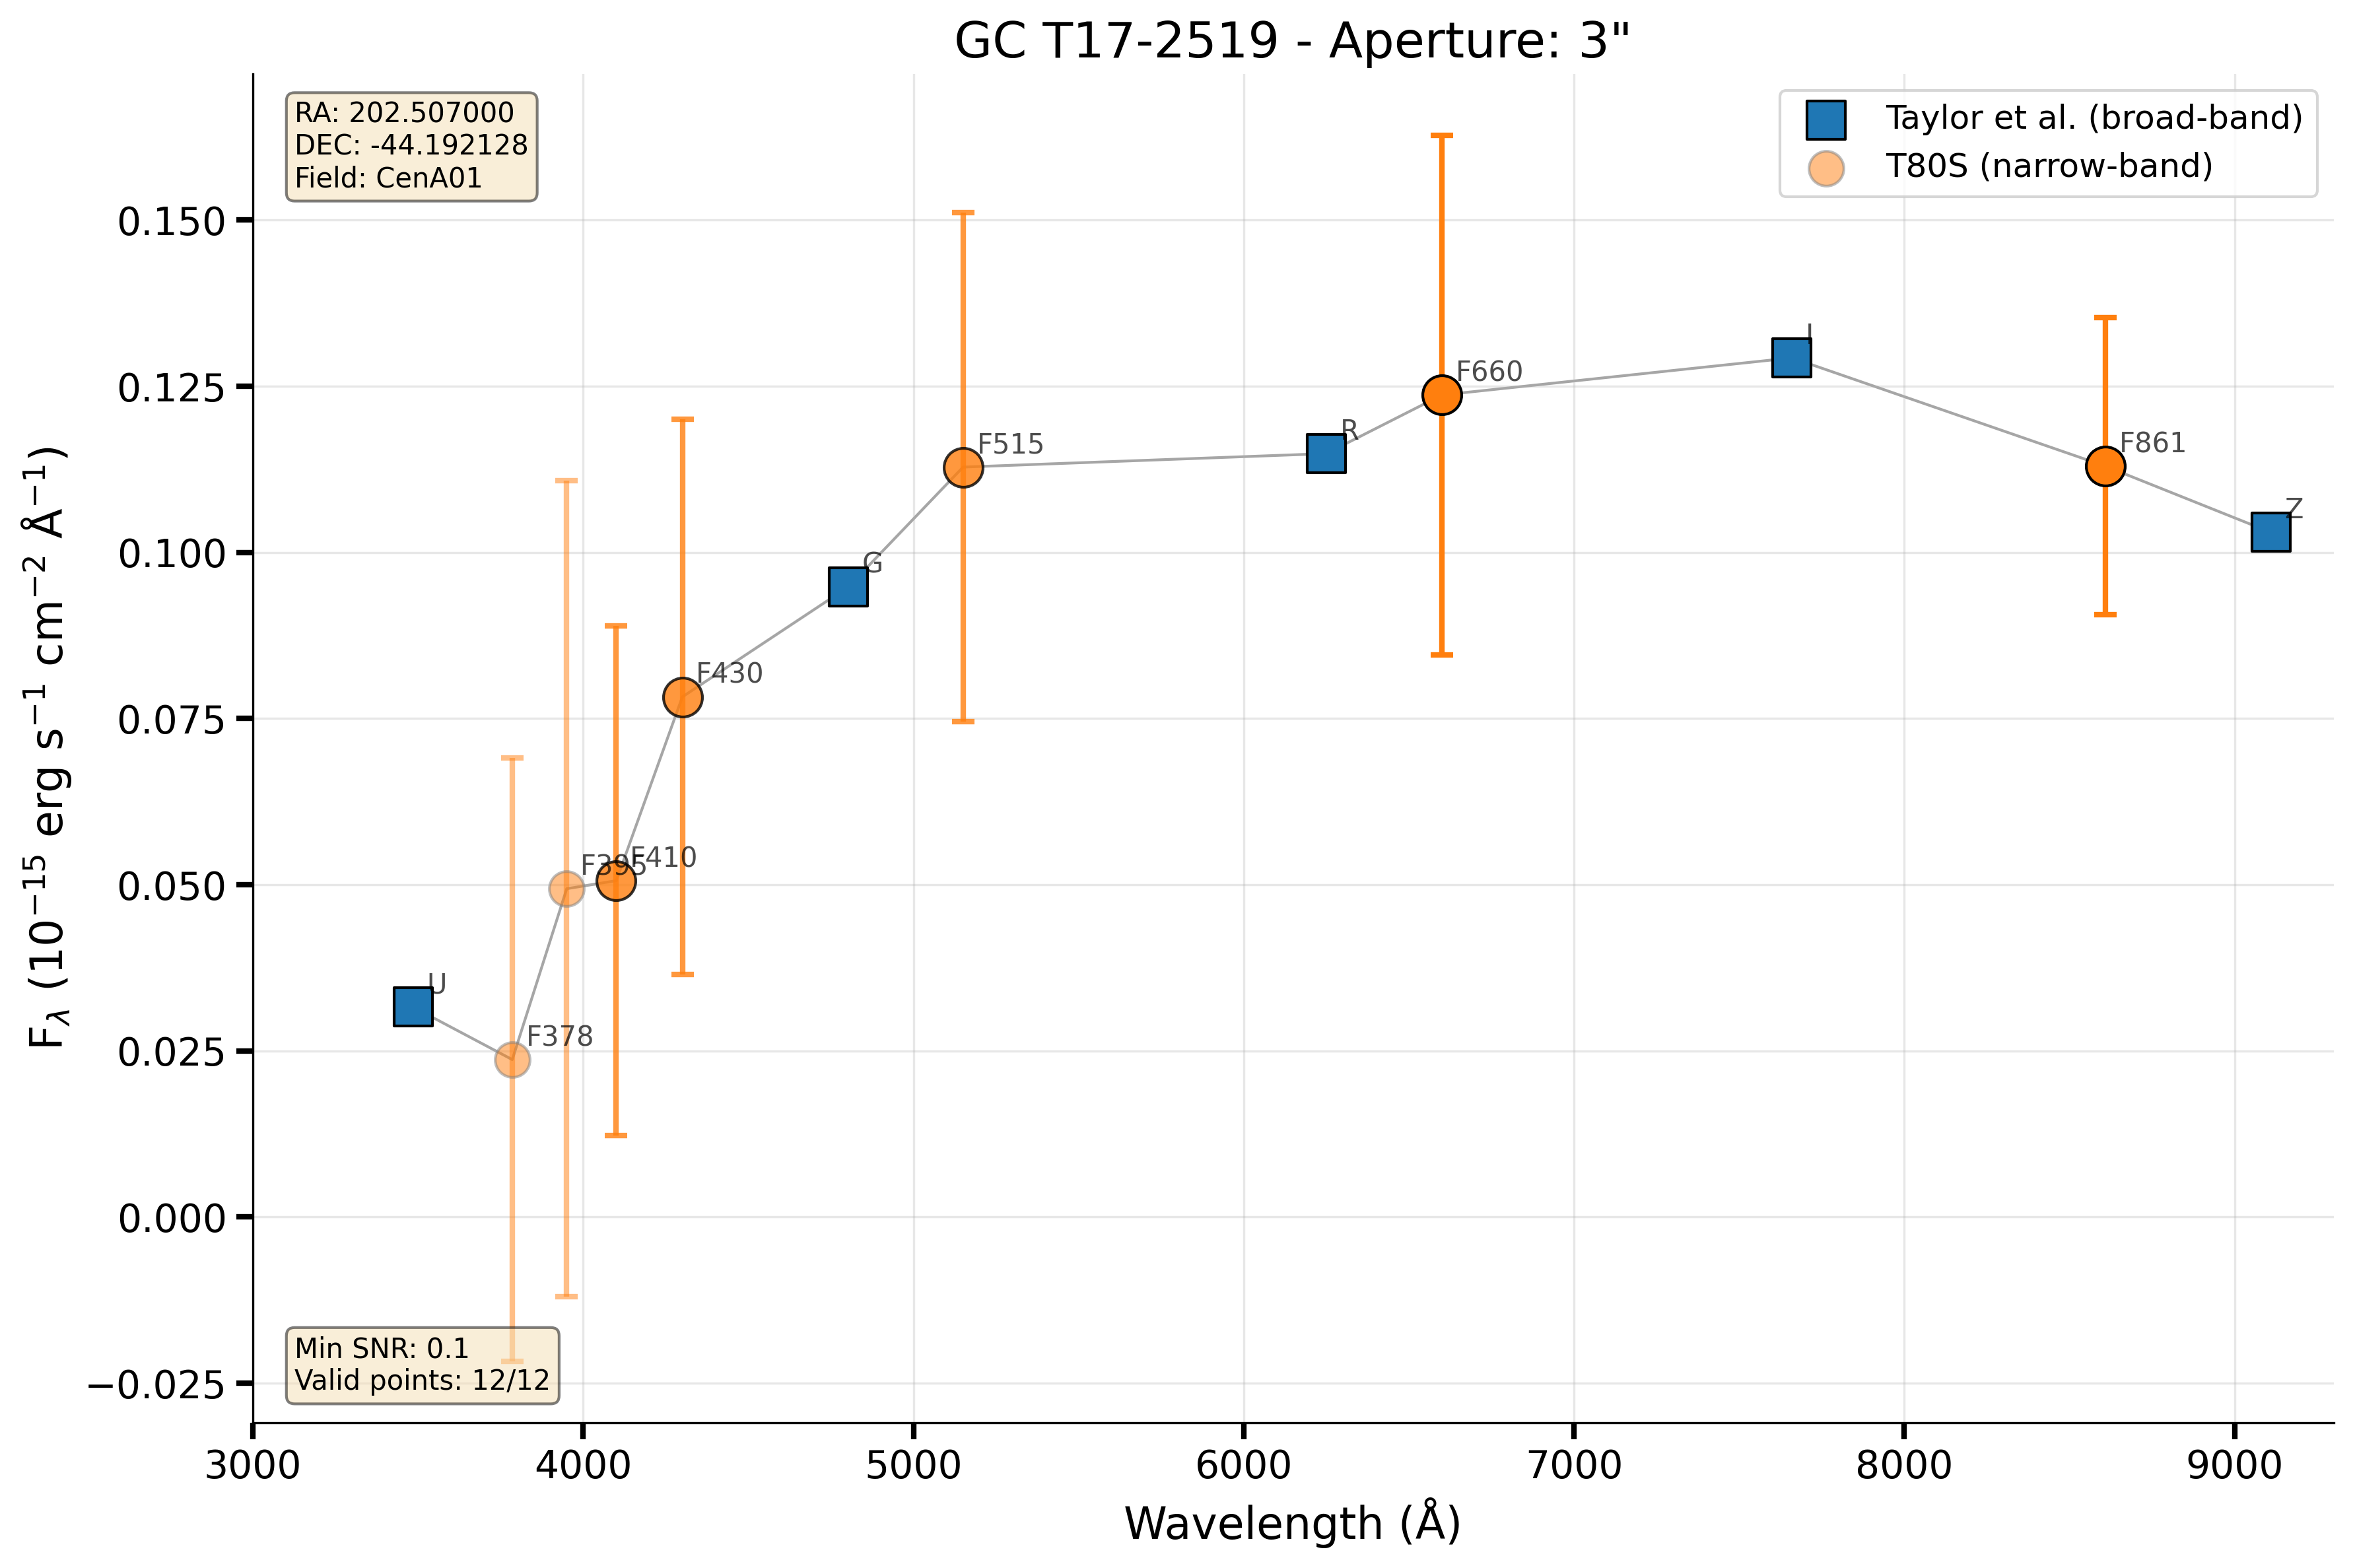 GC T17-2519 - Aperture: 3"
RA: 202.507000
DEC: -44.192128
Field: CenA01
Taylor et al. (broad-band)
T80S (narrow-band)
F$_{\lambda}$ (10$^{-15}$ erg s$^{-1}$ cm$^{-2}$ Å$^{-1}$)
0.150
0.125
0.100
0.075
0.050
0.025
0.000
−0.025
U
F378
F395
F410
F430
G
F515
R
F660
I
F861
Z
Min SNR: 0.1
Valid points: 12/12
3000 4000 5000 6000 7000 8000 9000
Wavelength (Å)